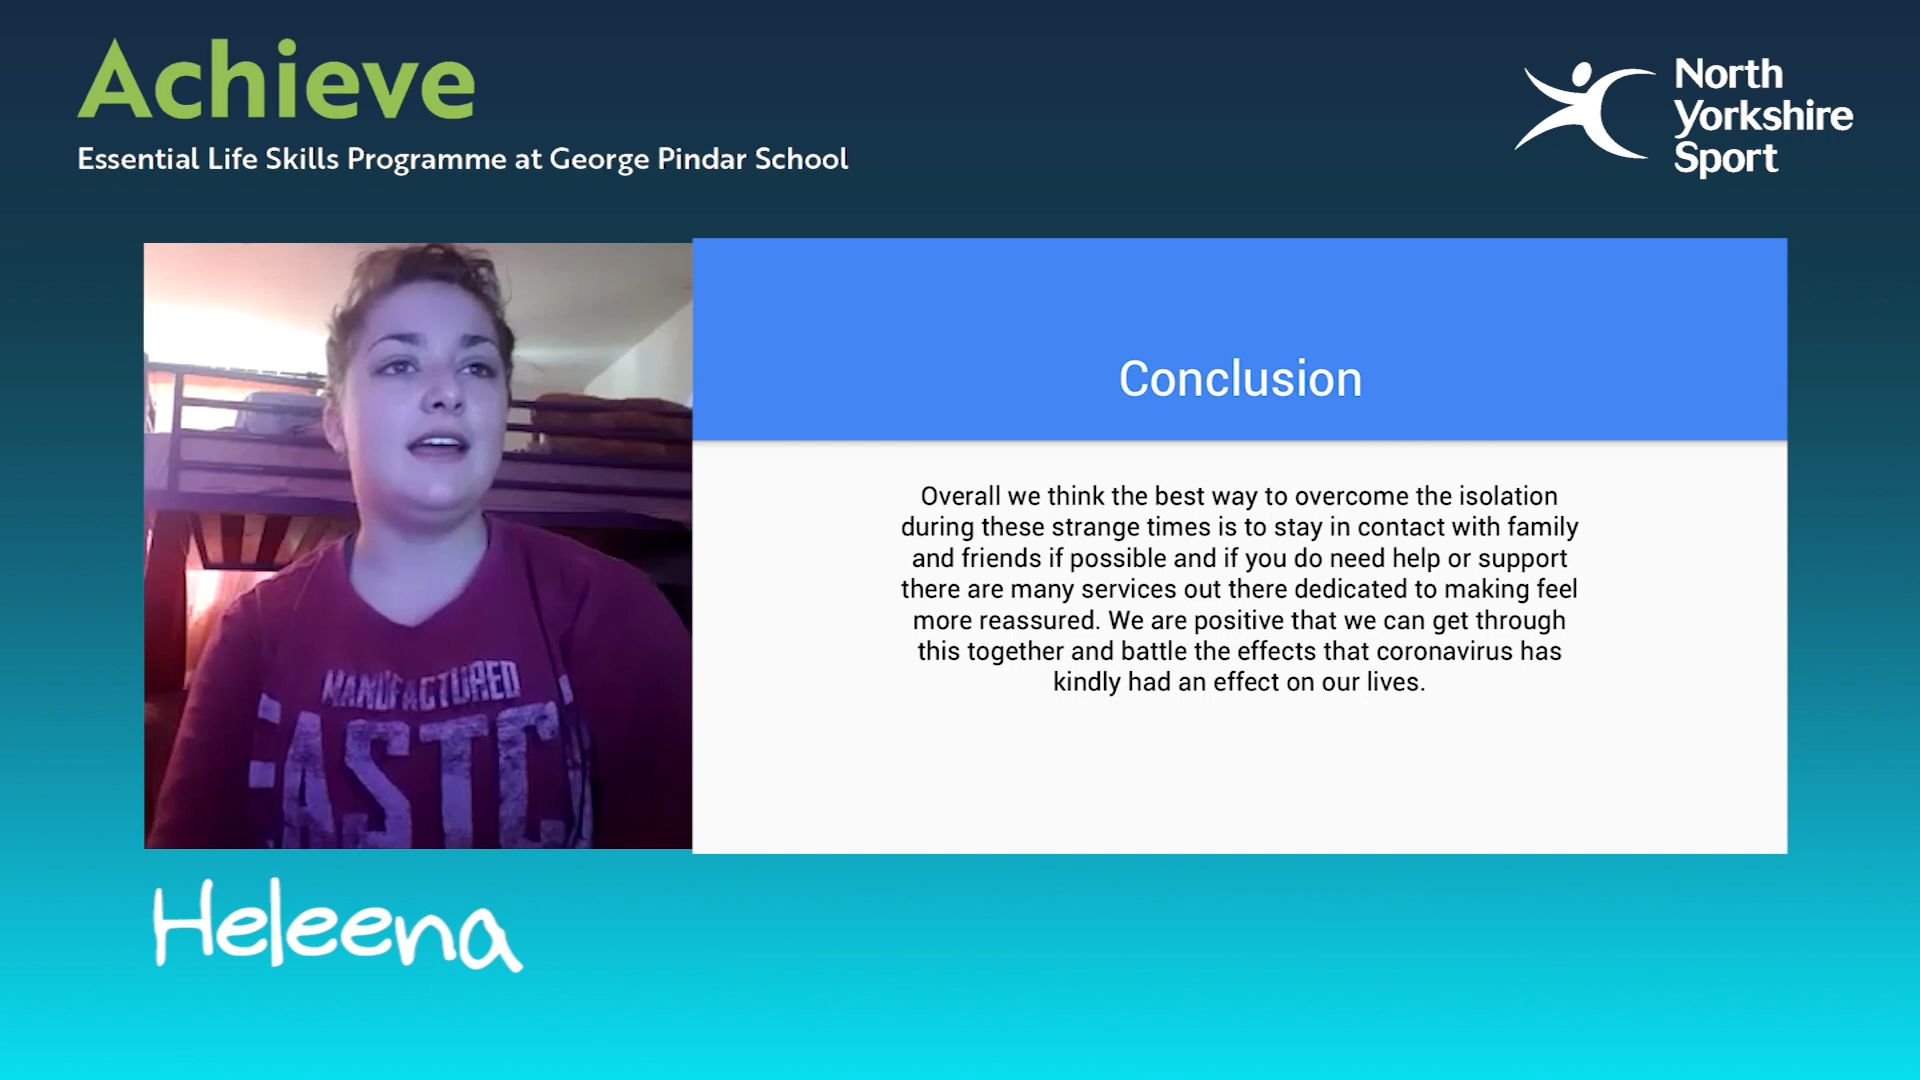 Achieve
Essential Life Skills Programme at George Pindar School
North
Yorkshire
Sport
Conclusion
Overall we think the best way to overcome the isolation
during these strange times is to stay in contact with family
and friends if possible and if you do need help or support
there are many services out there dedicated to making feel
more reassured. We are positive that we can get through
this together and battle the effects that coronavirus has
kindly had an effect on our lives.
MANUFACTURED
Heleena